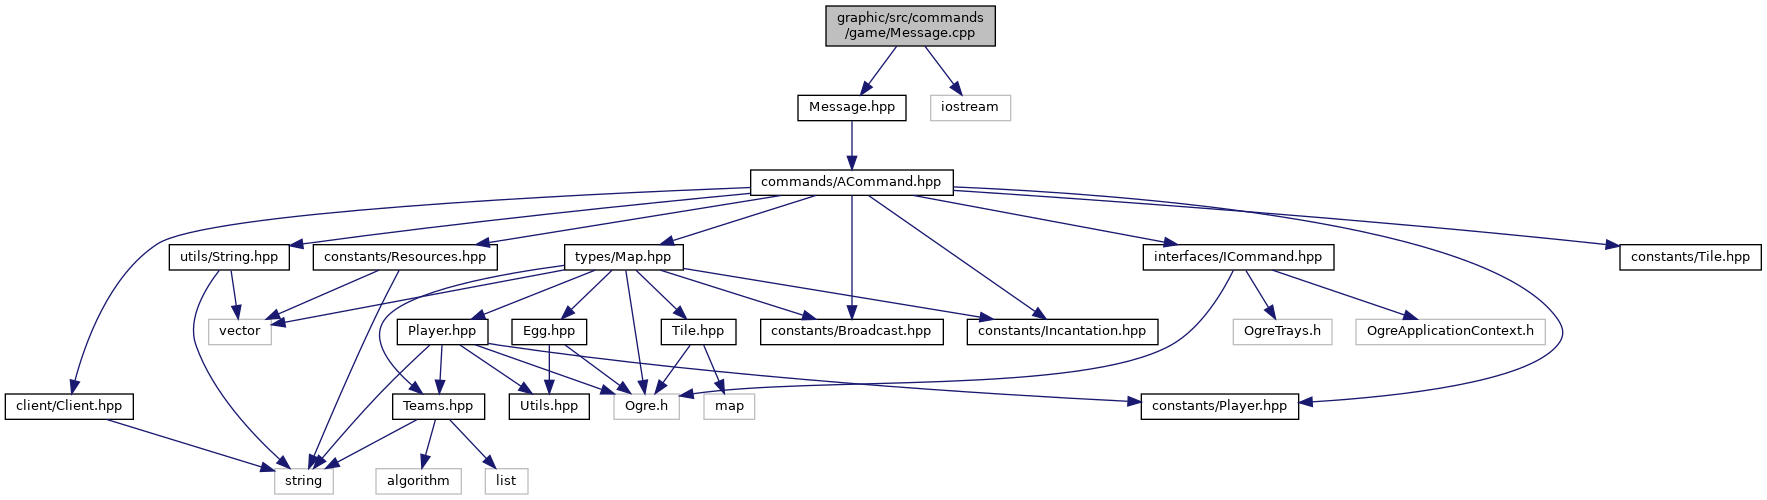 graphic/src/commands
/game/Message.cpp
Message.hpp
iostream
commands/ACommand.hpp
utils/String.hpp
constants/Resources.hpp
types/Map.hpp
interfaces/ICommand.hpp
constants/Tile.hpp
vector
Player.hpp
Egg.hpp
Tile.hpp
constants/Broadcast.hpp
constants/Incantation.hpp
OgreTrays.h
OgreApplicationContext.h
client/Client.hpp
Teams.hpp
Utils.hpp
Ogre.h
map
constants/Player.hpp
string
algorithm
list